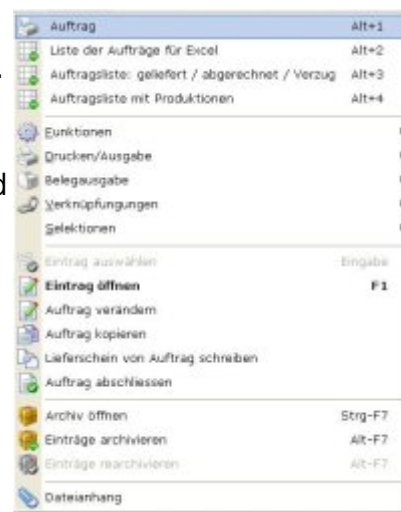 Auftrag Alt+1
Liste der Aufträge für Excel Alt+2
Auftragsliste: geliefert / abgerechnet / Verzug Alt+3
Auftragsliste mit Produktionen Alt+4
Funktionen
Drucken/Ausgabe
Belegausgabe
Verknüpfungungen
Selektionen
Eintrag auswählen Eingabe
Eintrag öffnen F1
Auftrag verändern
Auftrag kopieren
Lieferschein von Auftrag schreiben
Auftrag abschliessen
Archiv öffnen Strg-F7
Einträge archivieren Alt-F7
Einträge rearchivieren Alt-F7
Dateianhang